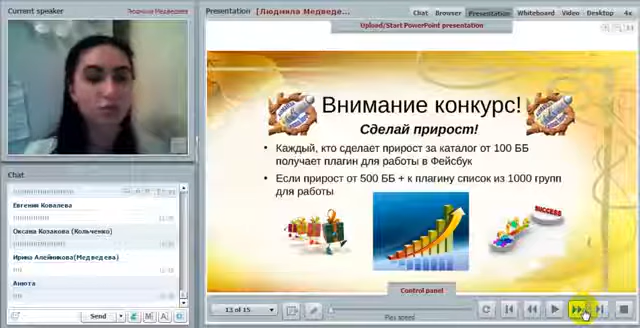 Current speaker
Людмила Медведева
Presentation
[Людмила Медведе...
Chat
Browser
Presentation
Whiteboard
Video
Desktop
4x
Upload/Start PowerPoint presentation
Внимание конкурс!
Сделай прирост!
• Каждый, кто сделает прирост за каталог от 100 ББ
получает плагин для работы в Фейсбук
• Если прирост от 500 ББ + к плагину список из 1000 групп
для работы
SUCCESS
Chat
Евгения Ковалева
Оксана Козакова (Кольченко)
Ирина Алейникова(Медведева)
Анюта
Send
M
A
Control panel
13 of 15
Play speed